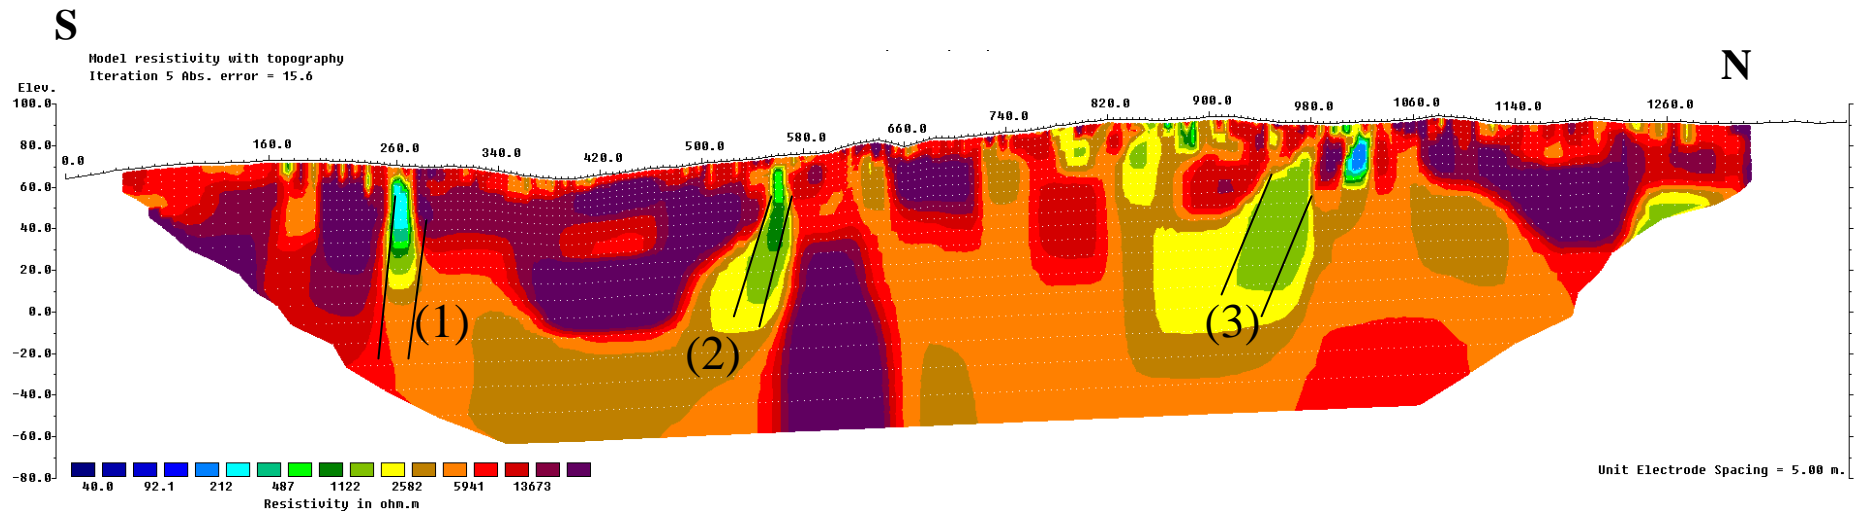 S
N
Model resistivity with topography
Iteration 5 Abs. error = 15.6
Elev.
100.0
80.0
60.0
40.0
20.0
0.0
-20.0
-40.0
-60.0
-80.0
0.0 160.0 260.0 340.0 420.0 500.0 580.0 660.0 740.0 820.0 900.0 980.0 1060.0 1140.0 1260.0
(1)
(2)
(3)
40.0 92.1 212 487 1122 2582 5941 13673
Resistivity in ohm.m
Unit Electrode Spacing = 5.00 m.